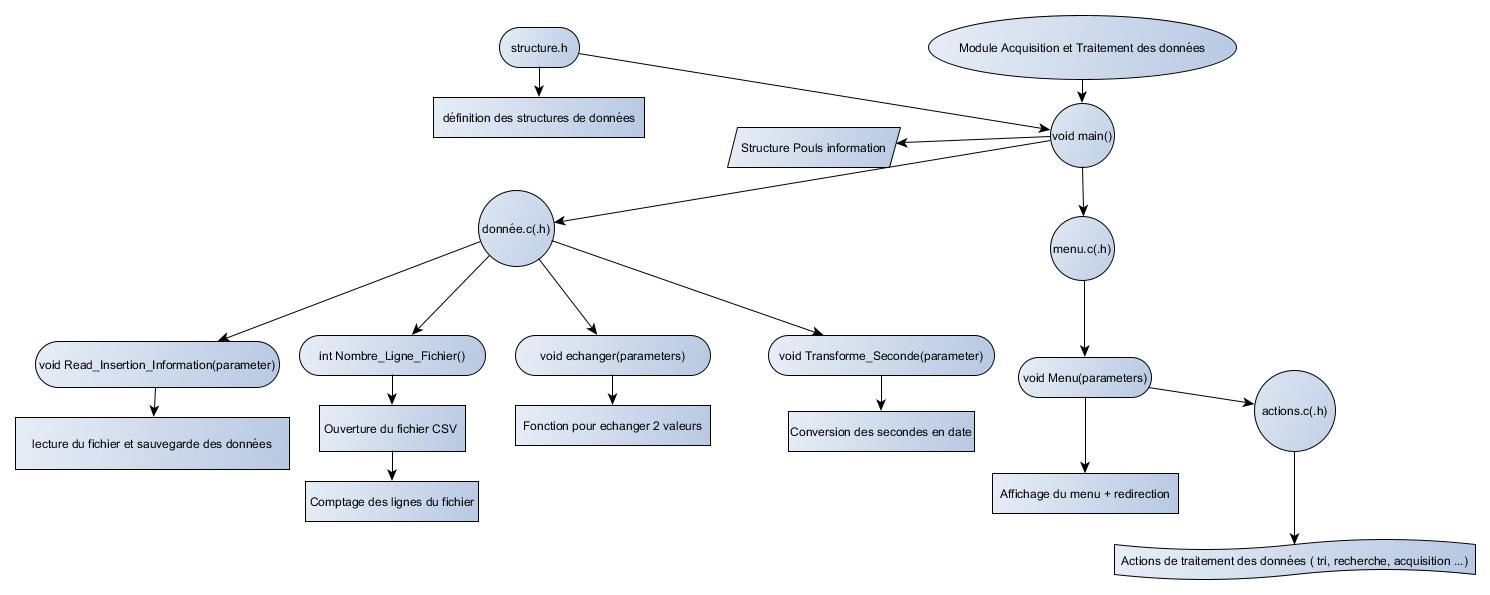 structure.h
Module Acquisition et Traitement des données
définition des structures de données
void main()
Structure Pouls information
donnée.c(.h)
menu.c(.h)
void Read_Insertion_Information(parameter)
int Nombre_Ligne_Fichier()
void echanger(parameters)
void Transforme_Seconde(parameter)
void Menu(parameters)
actions.c(.h)
lecture du fichier et sauvegarde des données
Ouverture du fichier CSV
Fonction pour echanger 2 valeurs
Conversion des secondes en date
Comptage des lignes du fichier
Affichage du menu + redirection
Actions de traitement des données ( tri, recherche, acquisition ...)